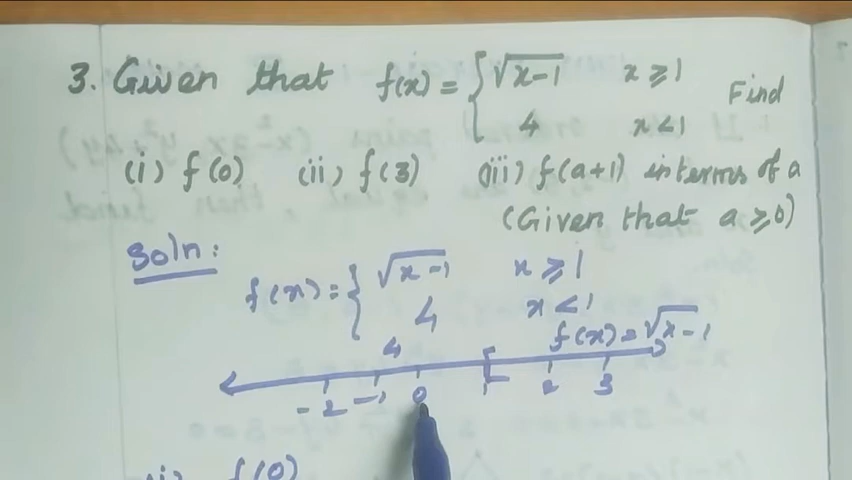 3. Given that f(x) = { √x-1 x ≥ 1 Find
4 x < 1
(i) f(0) (ii) f(3) (iii) f(a+1) in terms of a
(Given that a ≥ 0)
Soln:
f(x) = { √x-1 x ≥ 1
4 x < 1
4 f(x) = √x-1
-2 -1 0 1 2 3
f(0)